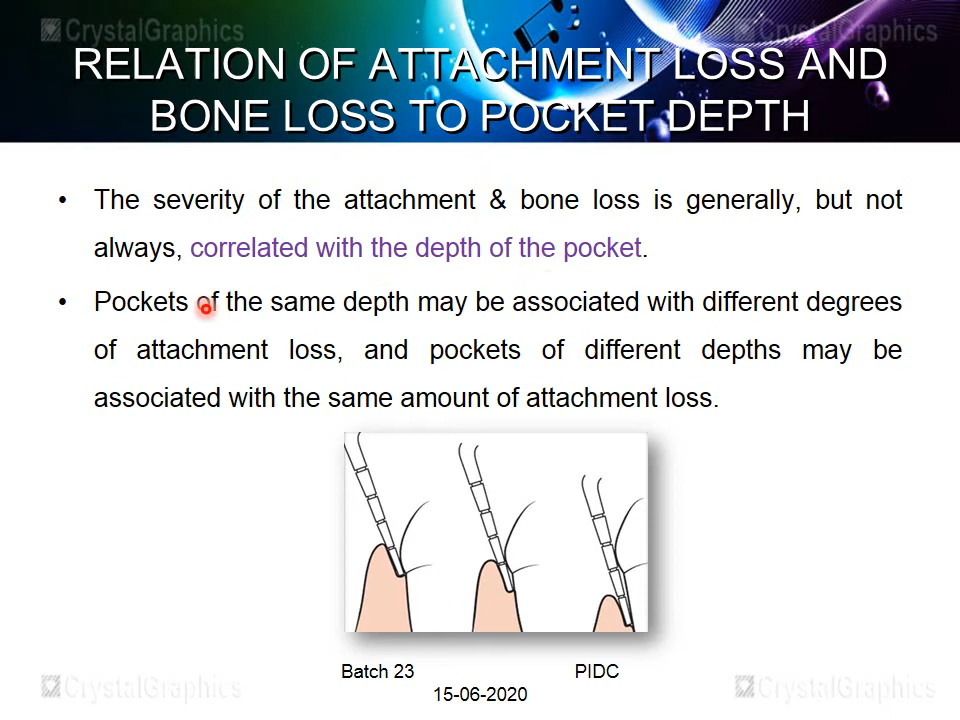 CrystalGraphics
CrystalGraphics
RELATION OF ATTACHMENT LOSS AND
BONE LOSS TO POCKET DEPTH
• The severity of the attachment & bone loss is generally, but not
always, correlated with the depth of the pocket.
• Pockets of the same depth may be associated with different degrees
of attachment loss, and pockets of different depths may be
associated with the same amount of attachment loss.
Batch 23 PIDC
15-06-2020
CrystalGraphics
CrystalGraphics